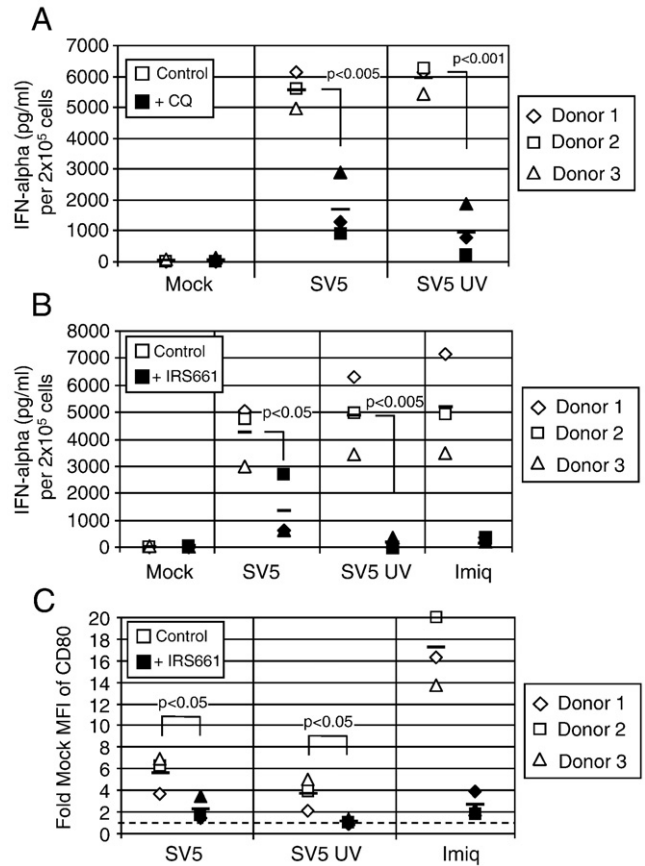 A
IFN-alpha (pg/ml)
per 2x10⁵ cells
7000
6000
5000
4000
3000
2000
1000
0
Control
+ CQ
p<0.005
p<0.001
Mock
SV5
SV5 UV
Donor 1
Donor 2
Donor 3
B
IFN-alpha (pg/ml)
per 2x10⁵ cells
8000
7000
6000
5000
4000
3000
2000
1000
0
Control
+ IRS661
p<0.05
p<0.005
Mock
SV5
SV5 UV
Imiq
Donor 1
Donor 2
Donor 3
C
Fold Mock MFI of CD80
20
18
16
14
12
10
8
6
4
2
0
Control
+ IRS661
p<0.05
p<0.05
SV5
SV5 UV
Imiq
Donor 1
Donor 2
Donor 3